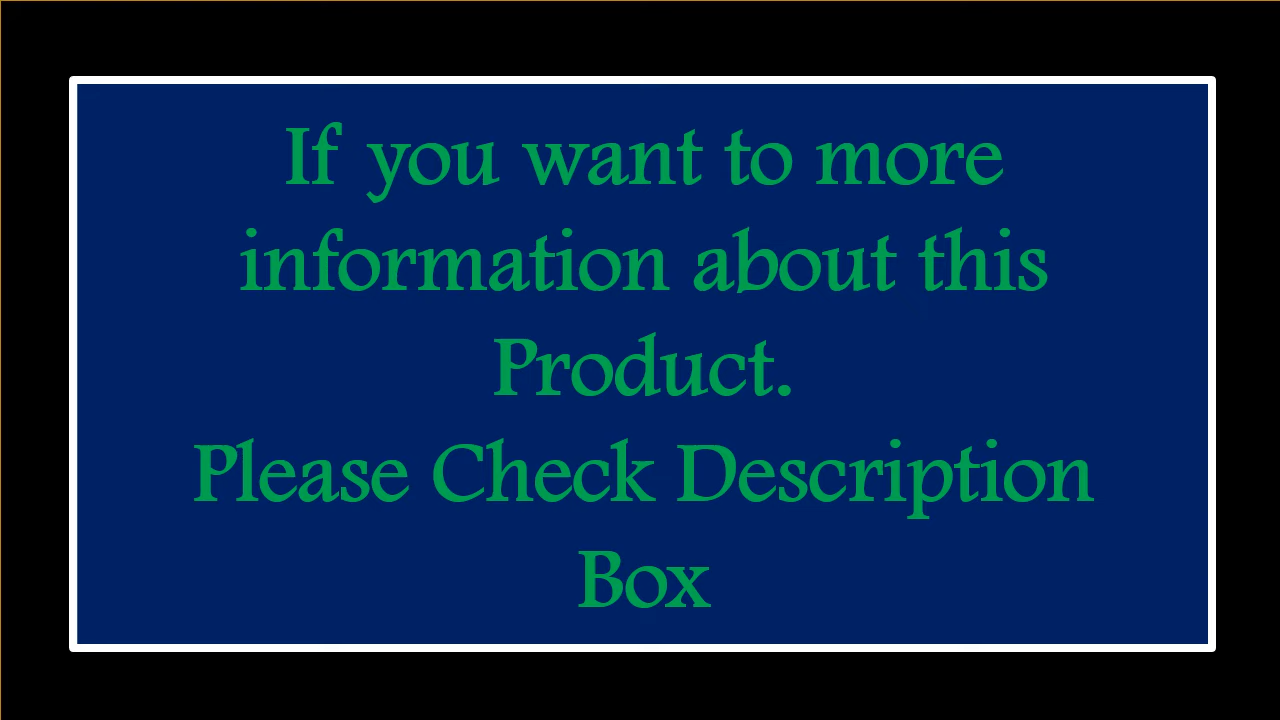 If you want to more
information about this
Product.
Please Check Description
Box